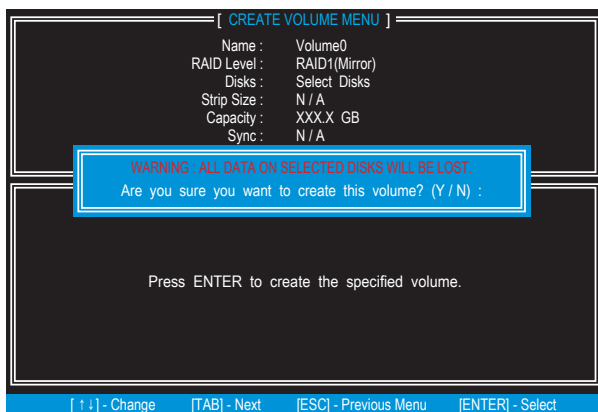 [ CREATE VOLUME MENU ]
Name : Volume0
RAID Level : RAID1(Mirror)
Disks : Select Disks
Strip Size : N / A
Capacity : XXX.X GB
Sync : N / A
WARNING : ALL DATA ON SELECTED DISKS WILL BE LOST.
Are you sure you want to create this volume? (Y / N) :
Press ENTER to create the specified volume.
[ ↑↓] - Change [TAB] - Next [ESC] - Previous Menu [ENTER] - Select